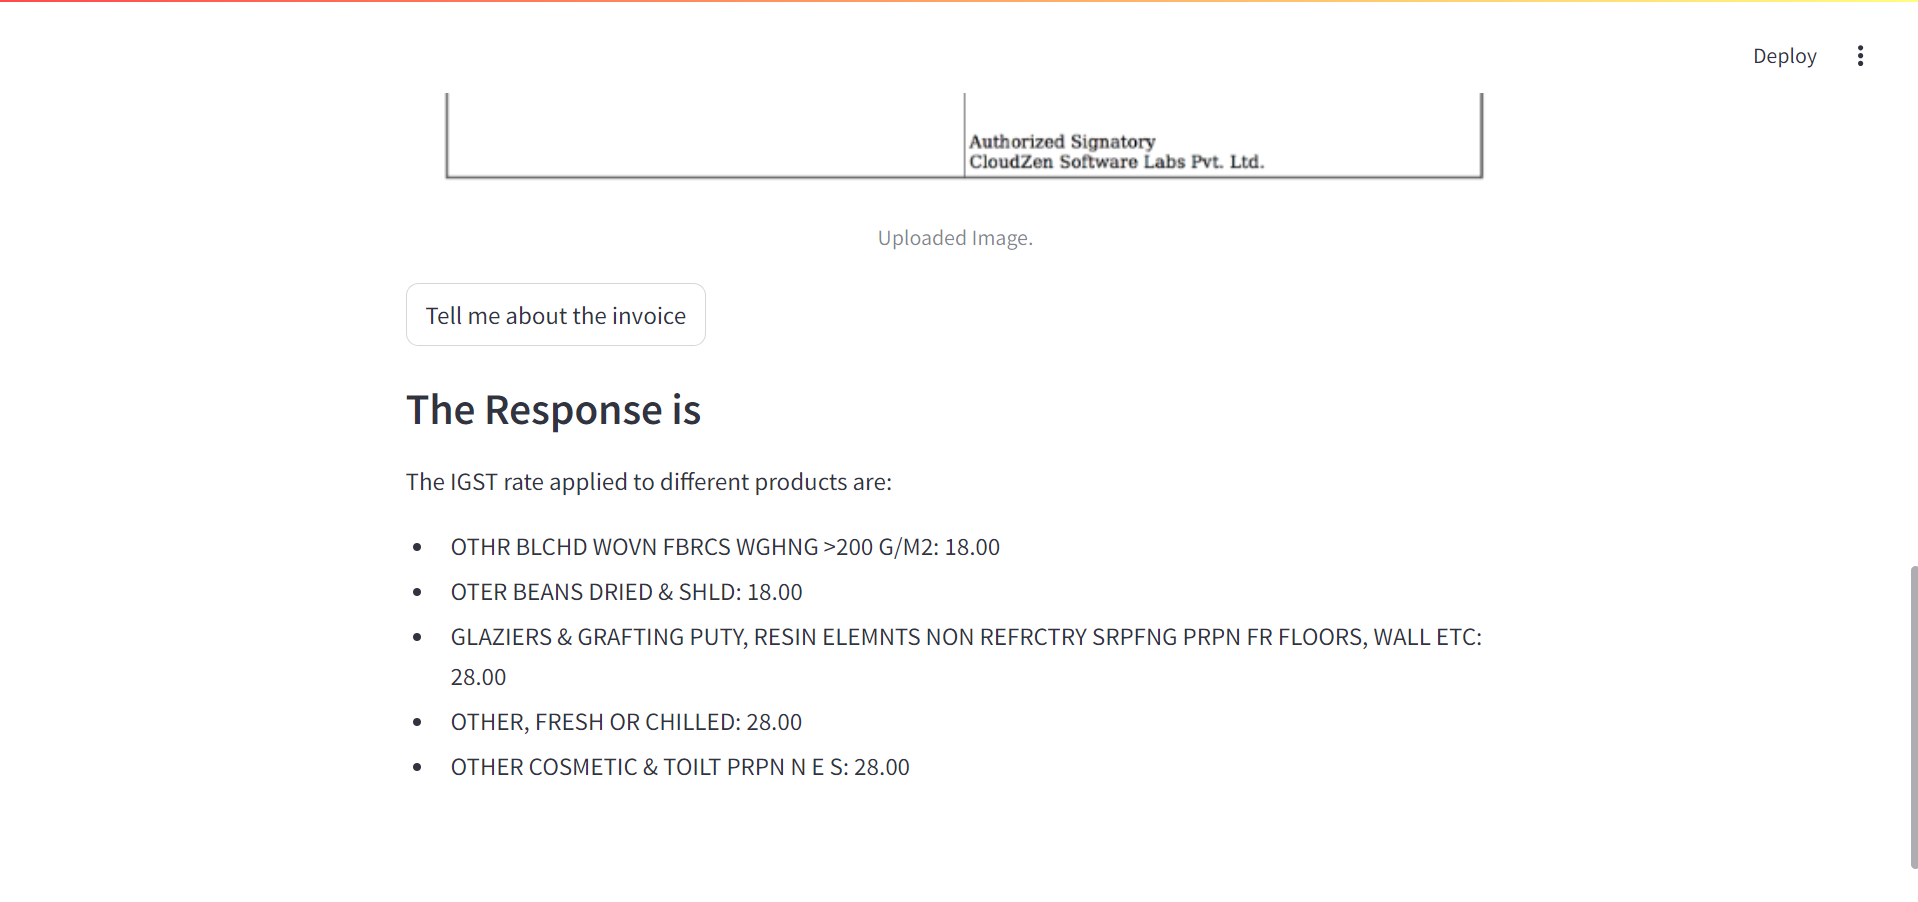 Deploy
Authorized Signatory
CloudZen Software Labs Pvt. Ltd.
Uploaded Image.
Tell me about the invoice
The Response is
The IGST rate applied to different products are:
OTHR BLCHD WOVN FBRCS WGHNG >200 G/M2: 18.00
OTER BEANS DRIED & SHLD: 18.00
GLAZIERS & GRAFTING PUTY, RESIN ELEMNTS NON REFRCTRY SRPFNG PRPN FR FLOORS, WALL ETC:
28.00
OTHER, FRESH OR CHILLED: 28.00
OTHER COSMETIC & TOILT PRPN N E S: 28.00